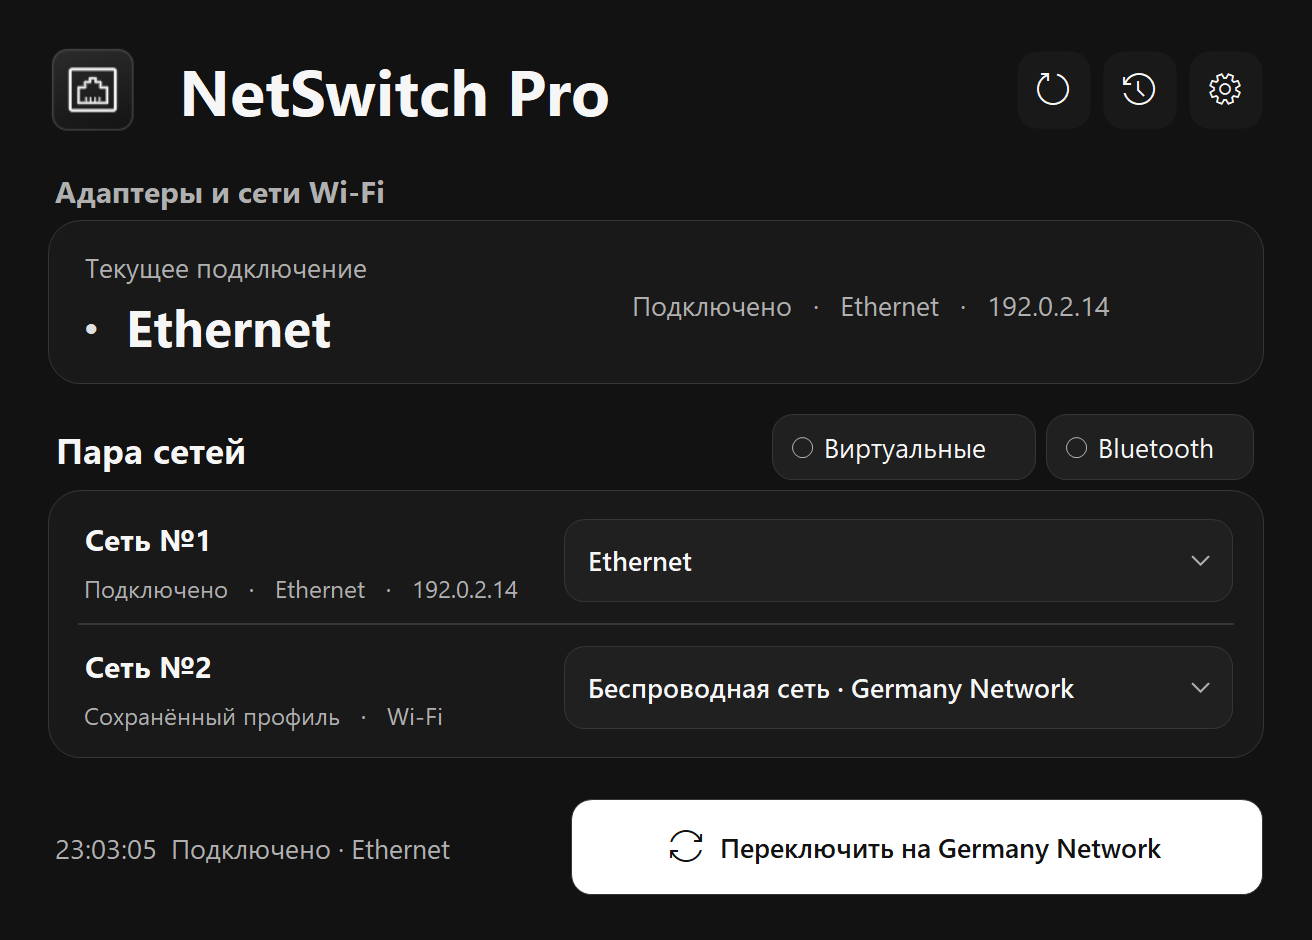 NetSwitch Pro
Адаптеры и сети Wi-Fi
Текущее подключение
• Ethernet
Подключено · Ethernet · 192.0.2.14
Пара сетей
Виртуальные
Bluetooth
Сеть №1
Подключено · Ethernet · 192.0.2.14
Ethernet
Сеть №2
Сохранённый профиль · Wi-Fi
Беспроводная сеть · Germany Network
23:03:05 Подключено · Ethernet
Переключить на Germany Network